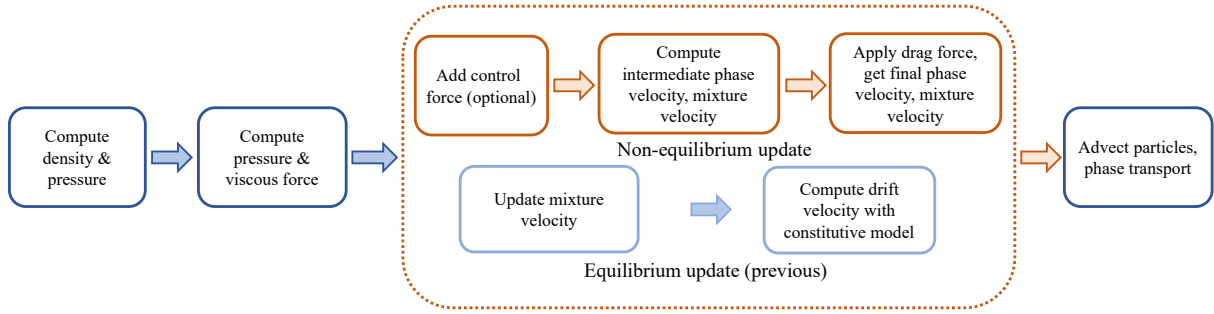 Compute
density &
pressure
Compute
pressure &
viscous force
Add control
force (optional)
Compute
intermediate phase
velocity, mixture
velocity
Apply drag force,
get final phase
velocity, mixture
velocity
Non-equilibrium update
Update mixture
velocity
Compute drift
velocity with
constitutive model
Equilibrium update (previous)
Advect particles,
phase transport